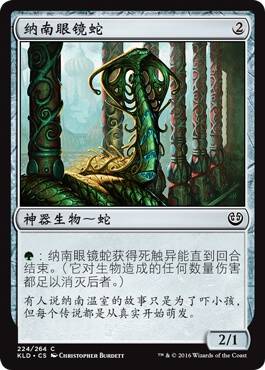 纳南眼镜蛇 2
神器生物~蛇
：纳南眼镜蛇获得死触异能直到回合
结束。（它对生物造成的任何数量伤害
都足以消灭后者。）
有人说纳南温室的故事只是为了吓小孩，
但每个传说都是从真实开始萌发。
2/1
224/264 C
KLD • CS CHRISTOPHER BURDETT
™ & © 2016 Wizards of the Coast